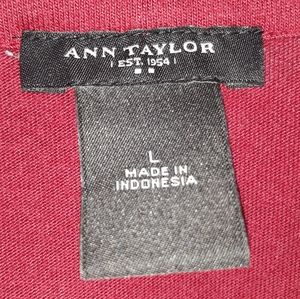 ANN TAYLOR
| EST. 1954 |
L
MADE IN
INDONESIA